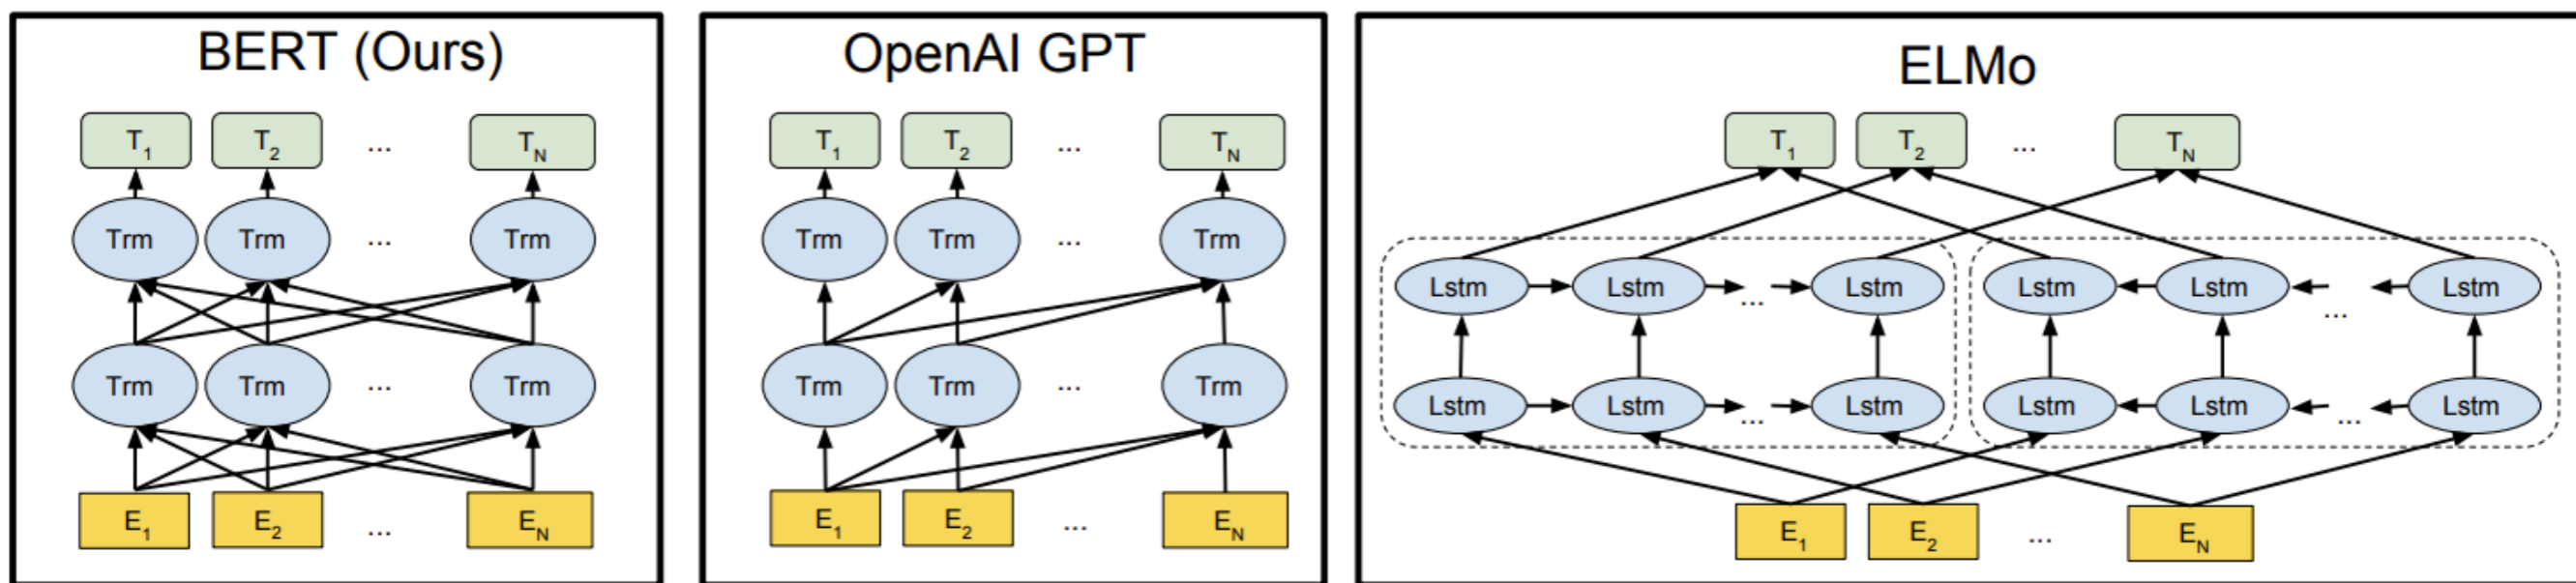 BERT (Ours)
T1 T2 ... TN
Trm Trm ... Trm
Trm Trm ... Trm
E1 E2 ... EN
OpenAI GPT
T1 T2 ... TN
Trm Trm ... Trm
Trm Trm ... Trm
E1 E2 ... EN
ELMo
T1 T2 ... TN
Lstm Lstm ... Lstm Lstm Lstm ... Lstm
Lstm Lstm ... Lstm Lstm Lstm ... Lstm
E1 E2 ... EN